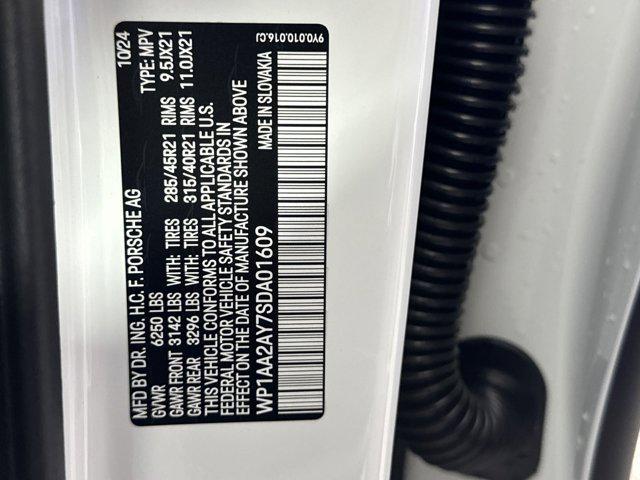 MFD BY DR. ING. H.C. F. PORSCHE AG 10/24
GVWR 6250 LBS TYPE: MPV
GAWR FRONT 3142 LBS WITH: TIRES 285/45R21 RIMS 9.5JX21
GAWR REAR 3296 LBS WITH: TIRES 315/40R21 RIMS 11.0JX21
THIS VEHICLE CONFORMS TO ALL APPLICABLE U.S.
FEDERAL MOTOR VEHICLE SAFETY STANDARDS IN
EFFECT ON THE DATE OF MANUFACTURE SHOWN ABOVE
WP1AA2AY7SDA01609 MADE IN SLOVAKIA
9Y0.010.016.CJ